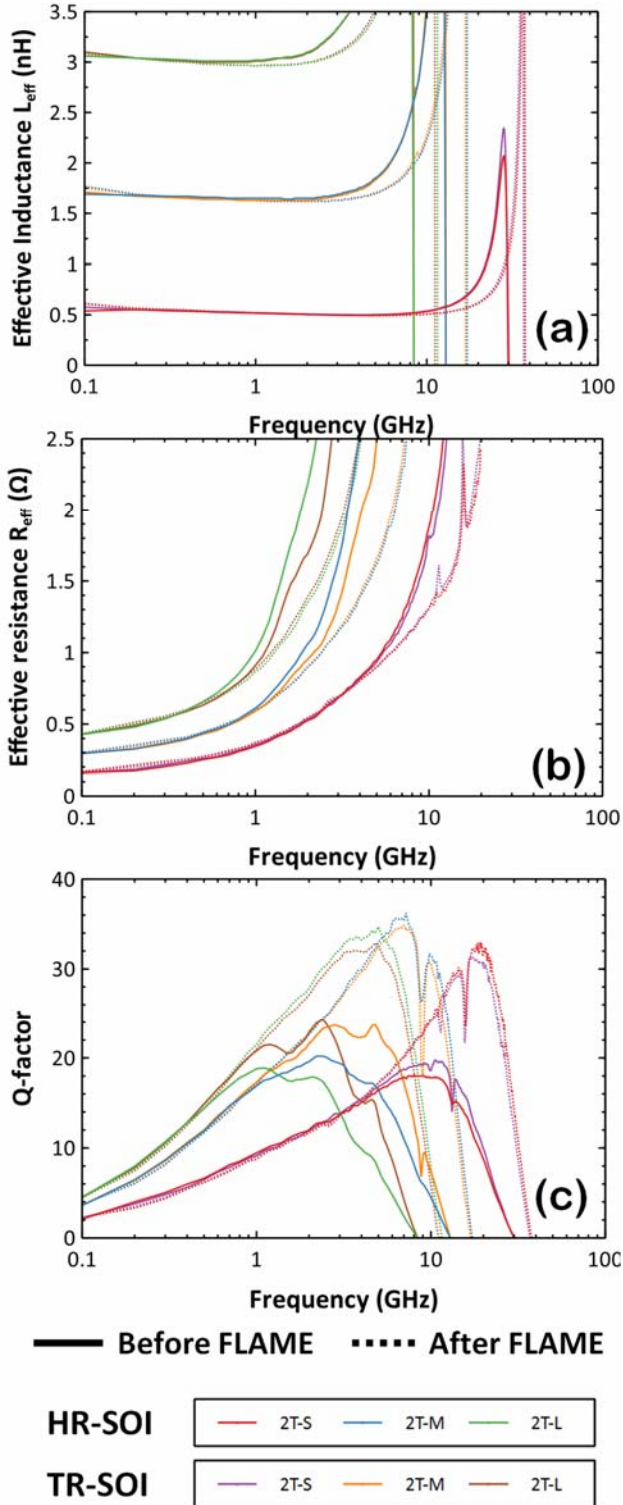 3.5
3
2.5
2
1.5
1
0.5
0
Effective Inductance Leff (nH)
(a)
0.1 1 10 100
Frequency (GHz)
2.5
2
1.5
1
0.5
0
Effective resistance Reff (Ω)
(b)
0.1 1 10 100
Frequency (GHz)
40
30
20
10
0
Q-factor
(c)
0.1 1 10 100
Frequency (GHz)
Before FLAME After FLAME
HR-SOI 2T-S 2T-M 2T-L
TR-SOI 2T-S 2T-M 2T-L